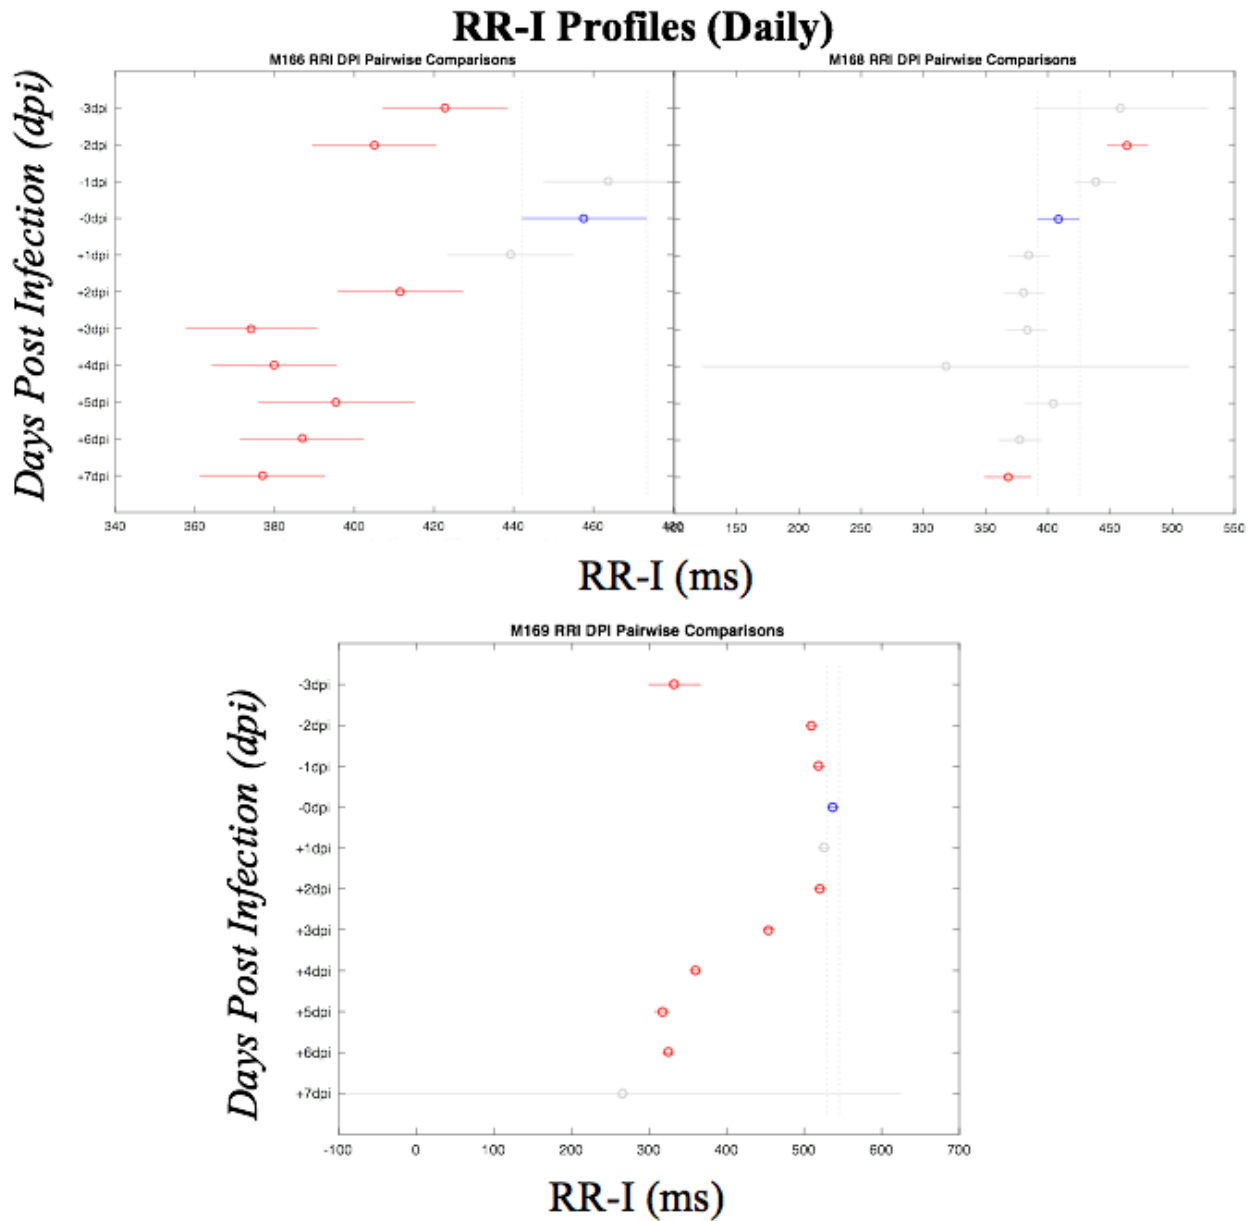 RR-I Profiles (Daily)
M166 RRI DPI Pairwise Comparisons
M168 RRI DPI Pairwise Comparisons
Days Post Infection (dpi)
-3dpi
-2dpi
-1dpi
-0dpi
+1dpi
+2dpi
+3dpi
+4dpi
+5dpi
+6dpi
+7dpi
340 360 380 400 420 440 460
150 200 250 300 350 400 450 500 550
RR-I (ms)
M169 RRI DPI Pairwise Comparisons
Days Post Infection (dpi)
-3dpi
-2dpi
-1dpi
-0dpi
+1dpi
+2dpi
+3dpi
+4dpi
+5dpi
+6dpi
+7dpi
-100 0 100 200 300 400 500 600 700
RR-I (ms)